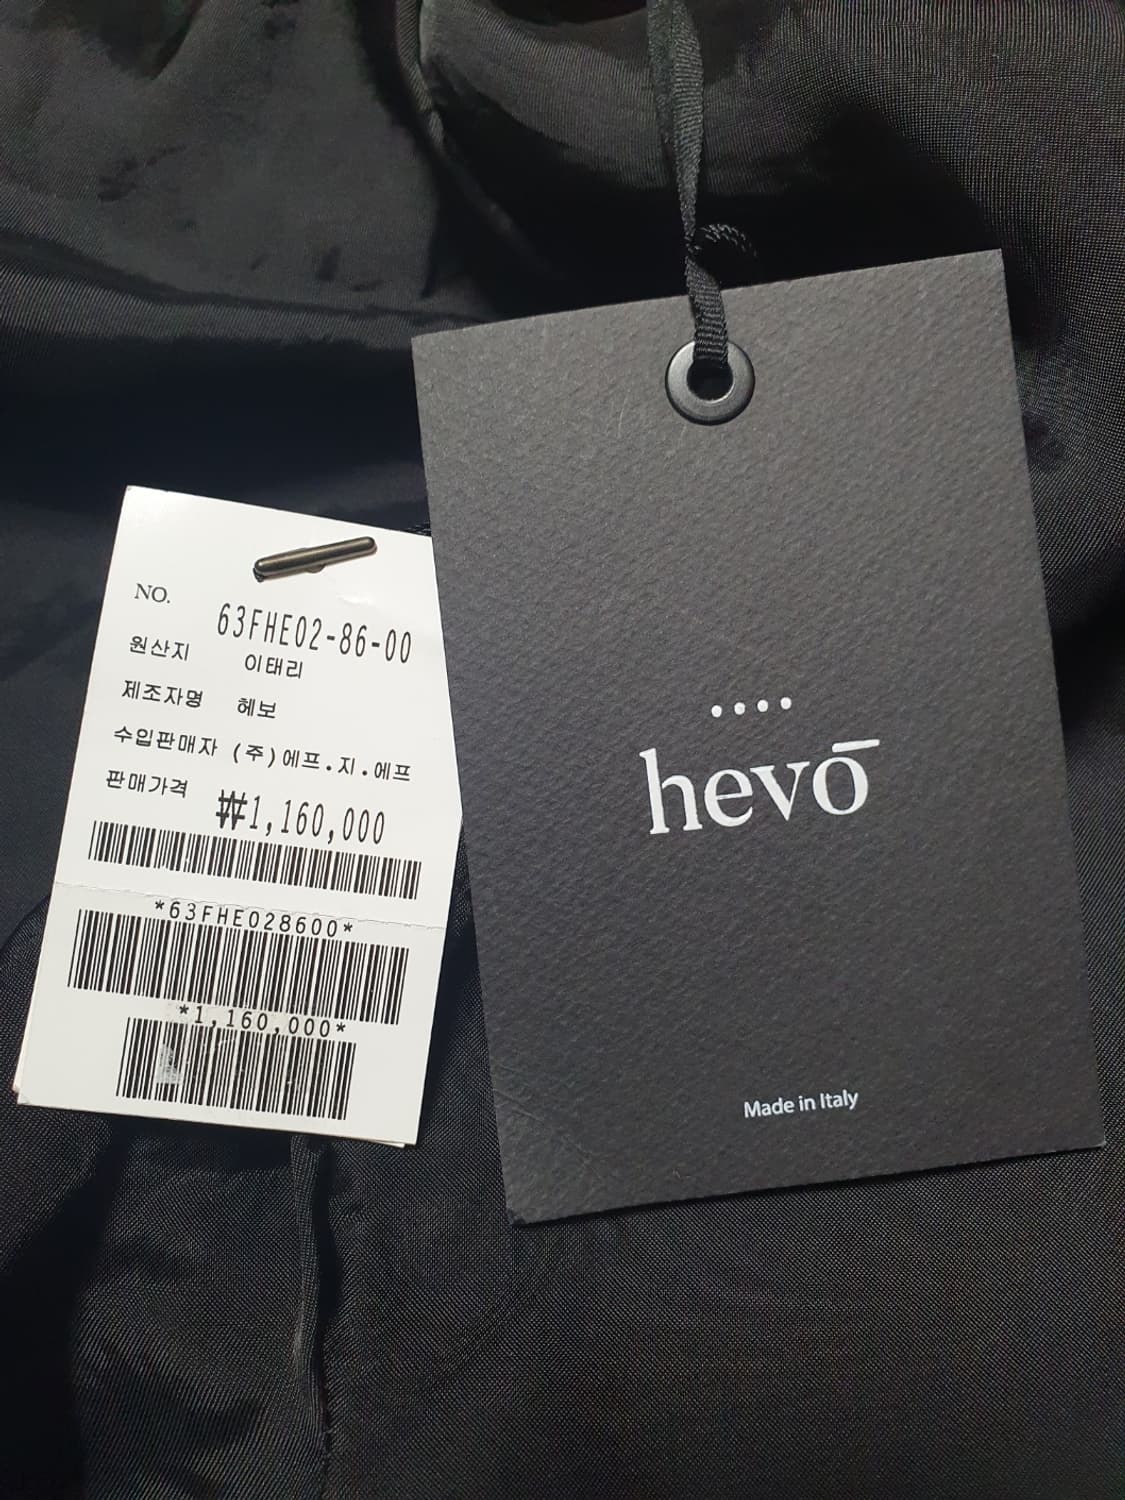 NO. 63FHE02-86-00
원산지 이태리
제조자명 헤보
수입판매자 (주)에프.지.에프
판매가격 ₩1,160,000
*63FHE028600*
*1,160,000*
hevō
Made in Italy